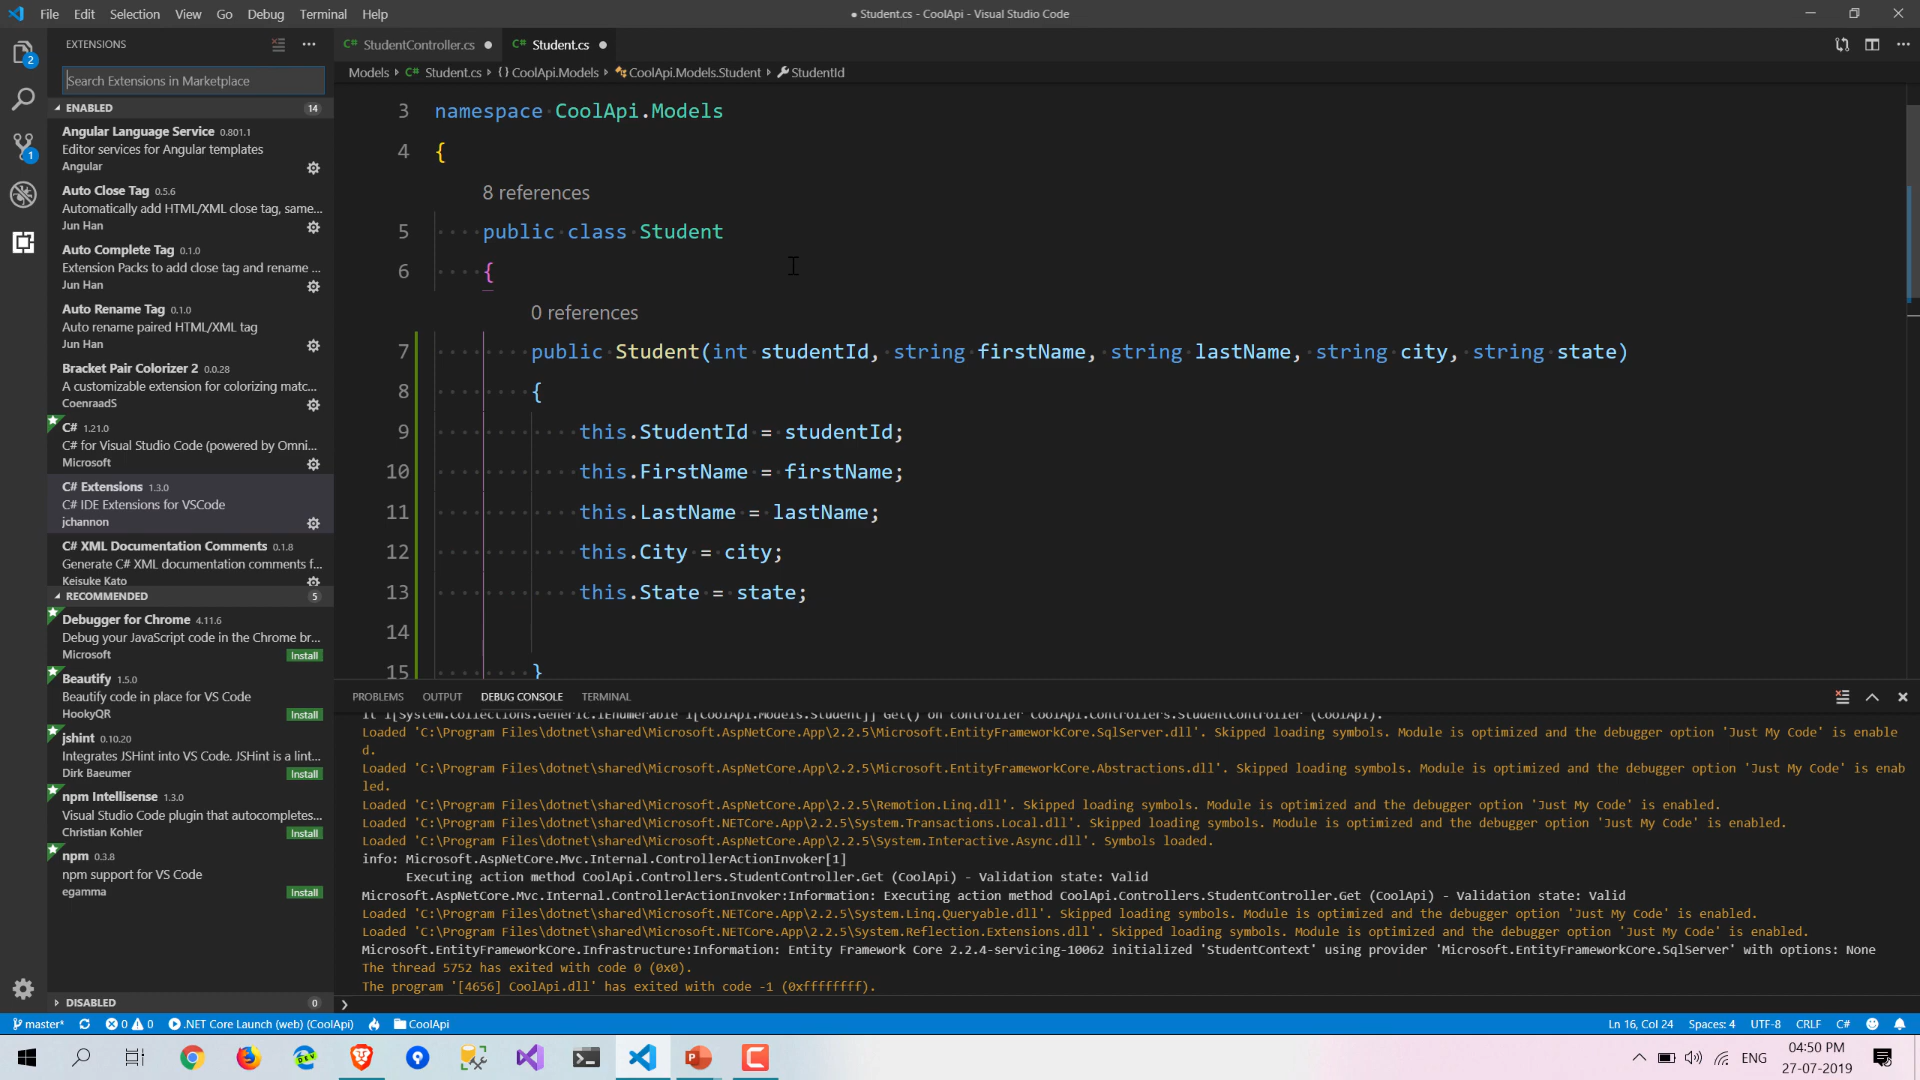 File Edit Selection View Go Debug Terminal Help
● Student.cs - CoolApi - Visual Studio Code
EXTENSIONS
Search Extensions in Marketplace
ENABLED 14
Angular Language Service 0.801.1
Editor services for Angular templates
Angular
Auto Close Tag 0.5.6
Automatically add HTML/XML close tag, same...
Jun Han
Auto Complete Tag 0.1.0
Extension Packs to add close tag and rename ...
Jun Han
Auto Rename Tag 0.1.0
Auto rename paired HTML/XML tag
Jun Han
Bracket Pair Colorizer 2 0.0.28
A customizable extension for colorizing matc...
CoenraadS
C# 1.21.0
C# for Visual Studio Code (powered by Omni...
Microsoft
C# Extensions 1.3.0
C# IDE Extensions for VSCode
jchannon
C# XML Documentation Comments 0.1.8
Generate C# XML documentation comments f...
Keisuke Kato
RECOMMENDED 5
Debugger for Chrome 4.11.6
Debug your JavaScript code in the Chrome br...
Microsoft Install
Beautify 1.5.0
Beautify code in place for VS Code
HookyQR Install
jshint 0.10.20
Integrates JSHint into VS Code. JSHint is a lint...
Dirk Baeumer Install
npm Intellisense 1.3.0
Visual Studio Code plugin that autocompletes...
Christian Kohler Install
npm 0.3.8
npm support for VS Code
egamma Install
DISABLED 0
2
1
C# StudentController.cs ● C# Student.cs ●
Models C# Student.cs {} CoolApi.Models CoolApi.Models.Student StudentId
3 namespace CoolApi.Models
4 {
8 references
5 public class Student
6 {
0 references
7 public Student(int studentId, string firstName, string lastName, string city, string state)
8 {
9 this.StudentId = studentId;
10 this.FirstName = firstName;
11 this.LastName = lastName;
12 this.City = city;
13 this.State = state;
14
15 }
PROBLEMS OUTPUT DEBUG CONSOLE TERMINAL
lt`1[System.Collections.Generic.IEnumerable`1[CoolApi.Models.Student]] Get() on controller CoolApi.Controllers.StudentController (CoolApi).
Loaded 'C:\Program Files\dotnet\shared\Microsoft.AspNetCore.App\2.2.5\Microsoft.EntityFrameworkCore.SqlServer.dll'. Skipped loading symbols. Module is optimized and the debugger option 'Just My Code' is enable
d.
Loaded 'C:\Program Files\dotnet\shared\Microsoft.AspNetCore.App\2.2.5\Microsoft.EntityFrameworkCore.Abstractions.dll'. Skipped loading symbols. Module is optimized and the debugger option 'Just My Code' is enab
led.
Loaded 'C:\Program Files\dotnet\shared\Microsoft.AspNetCore.App\2.2.5\Remotion.Linq.dll'. Skipped loading symbols. Module is optimized and the debugger option 'Just My Code' is enabled.
Loaded 'C:\Program Files\dotnet\shared\Microsoft.NETCore.App\2.2.5\System.Transactions.Local.dll'. Skipped loading symbols. Module is optimized and the debugger option 'Just My Code' is enabled.
Loaded 'C:\Program Files\dotnet\shared\Microsoft.AspNetCore.App\2.2.5\System.Interactive.Async.dll'. Symbols loaded.
info: Microsoft.AspNetCore.Mvc.Internal.ControllerActionInvoker[1]
Executing action method CoolApi.Controllers.StudentController.Get (CoolApi) - Validation state: Valid
Microsoft.AspNetCore.Mvc.Internal.ControllerActionInvoker:Information: Executing action method CoolApi.Controllers.StudentController.Get (CoolApi) - Validation state: Valid
Loaded 'C:\Program Files\dotnet\shared\Microsoft.NETCore.App\2.2.5\System.Linq.Queryable.dll'. Skipped loading symbols. Module is optimized and the debugger option 'Just My Code' is enabled.
Loaded 'C:\Program Files\dotnet\shared\Microsoft.NETCore.App\2.2.5\System.Reflection.Extensions.dll'. Skipped loading symbols. Module is optimized and the debugger option 'Just My Code' is enabled.
Microsoft.EntityFrameworkCore.Infrastructure:Information: Entity Framework Core 2.2.4-servicing-10062 initialized 'StudentContext' using provider 'Microsoft.EntityFrameworkCore.SqlServer' with options: None
The thread 5752 has exited with code 0 (0x0).
The program '[4656] CoolApi.dll' has exited with code -1 (0xffffffff).
master* 0 0 .NET Core Launch (web) (CoolApi) CoolApi Ln 16, Col 24 Spaces: 4 UTF-8 CRLF C#
DEV
ENG
04:50 PM
27-07-2019